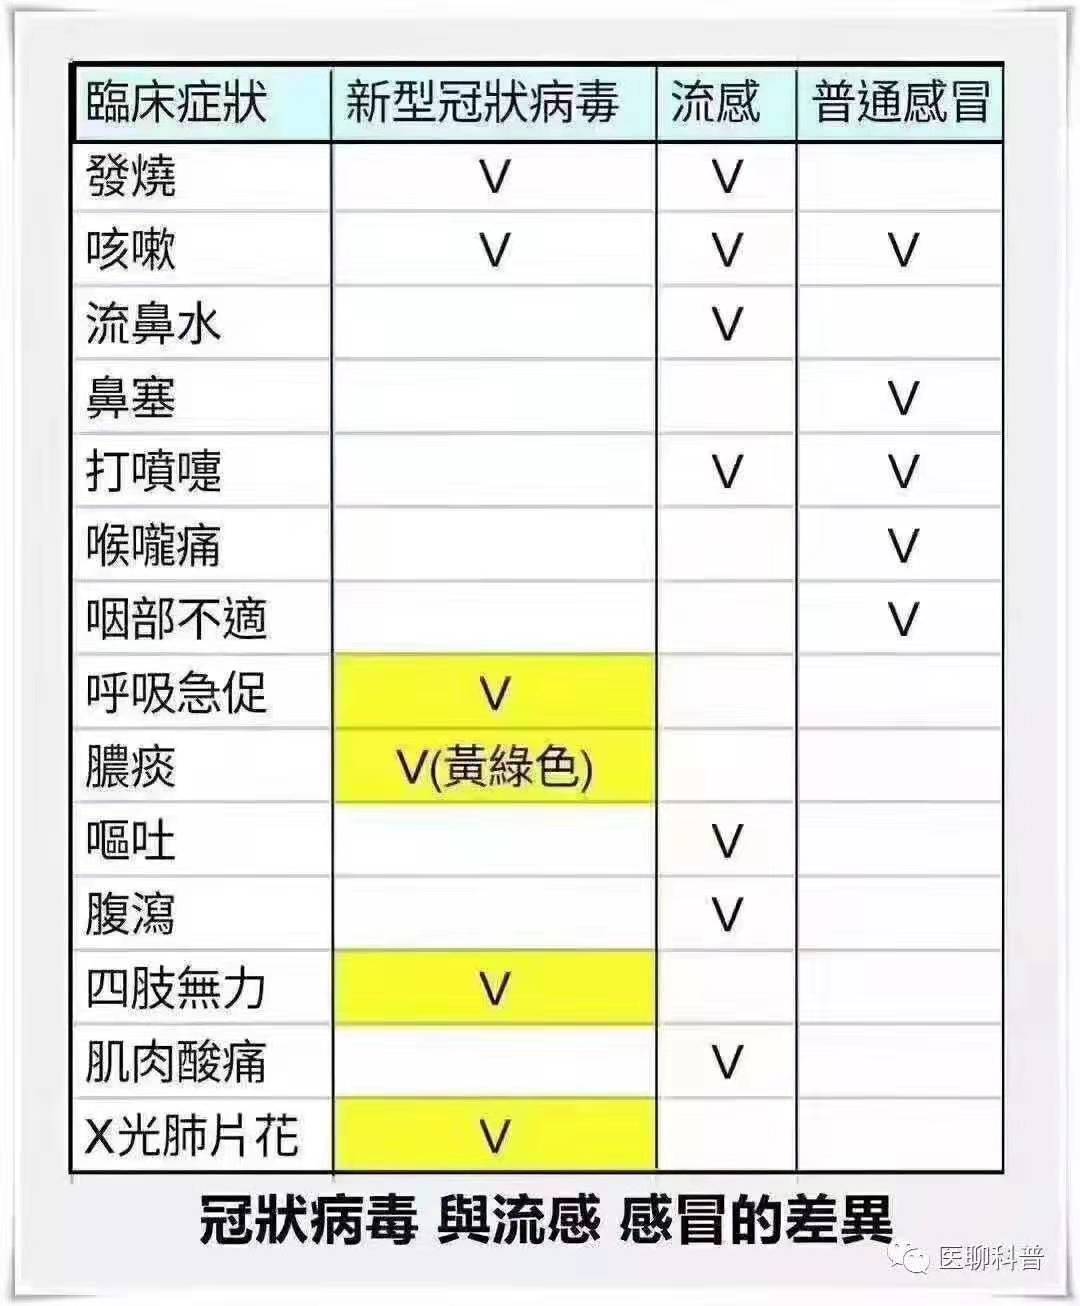 臨床症狀 新型冠狀病毒 流感 普通感冒
發燒 V V
咳嗽 V V V
流鼻水 V
鼻塞 V
打噴嚏 V V
喉嚨痛 V
咽部不適 V
呼吸急促 V
膿痰 V(黃綠色)
嘔吐 V
腹瀉 V
四肢無力 V
肌肉酸痛 V
X光肺片花 V
冠狀病毒 與流感 感冒的差異
医聊科普